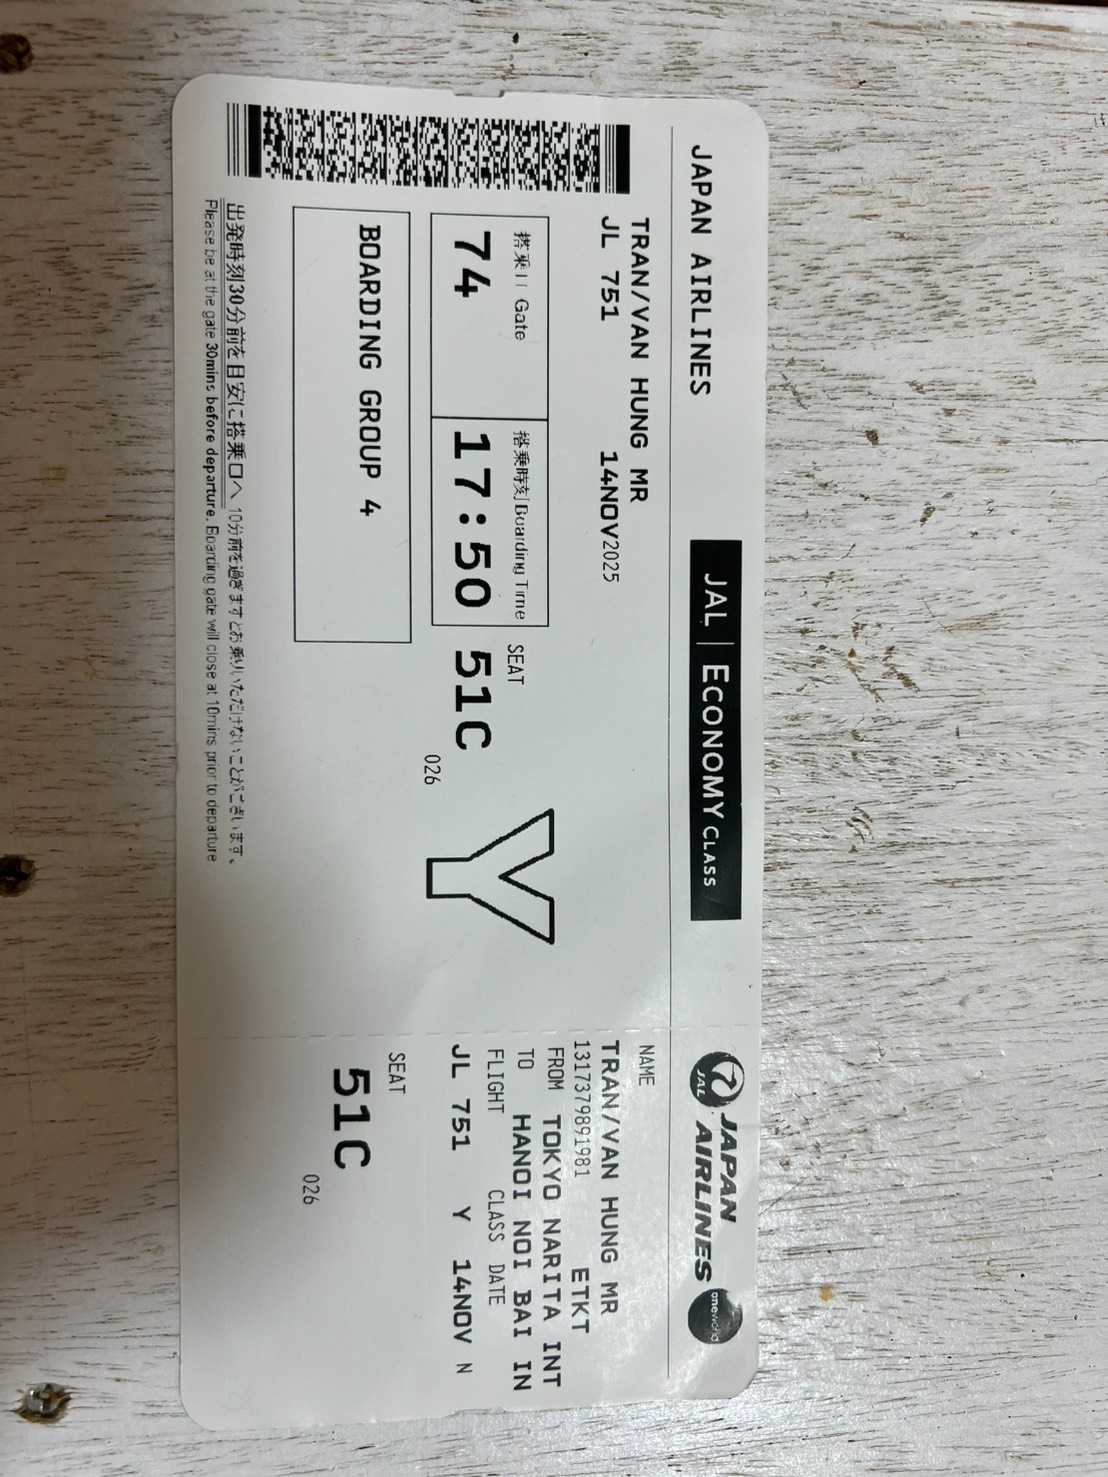 JAPAN AIRLINES
JAL | ECONOMY CLASS
TRAN/VAN HUNG MR
JL 751 14NOV2025
搭乗口 Gate
74
搭乗時刻 Boarding Time
17:50
SEAT
51C
026
Y
BOARDING GROUP 4
出発時刻30分前を目安に搭乗口へ 10分前を過ぎますとお乗りいただけないことがございます。
Please be at the gate 30mins before departure. Boarding gate will close at 10mins prior to departure
JAL
JAPAN
AIRLINES
oneworld
NAME
TRAN/VAN HUNG MR
1317379891981 ETKT
FROM TOKYO NARITA INT
TO HANOI NOI BAI IN
FLIGHT CLASS DATE
JL 751 Y 14NOV N
SEAT
51C
026